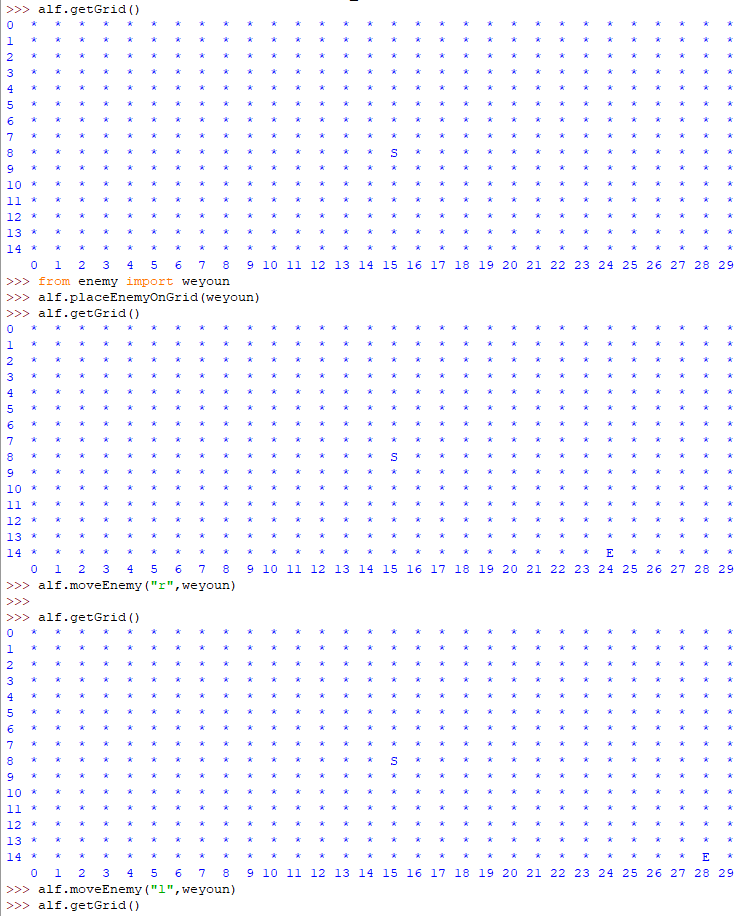 >>> alf.getGrid()
0 * * * * * * * * * * * * * * * * * * * * * * * * * * * * * *
1 * * * * * * * * * * * * * * * * * * * * * * * * * * * * * *
2 * * * * * * * * * * * * * * * * * * * * * * * * * * * * * *
3 * * * * * * * * * * * * * * * * * * * * * * * * * * * * * *
4 * * * * * * * * * * * * * * * * * * * * * * * * * * * * * *
5 * * * * * * * * * * * * * * * * * * * * * * * * * * * * * *
6 * * * * * * * * * * * * * * * * * * * * * * * * * * * * * *
7 * * * * * * * * * * * * * * * * * * * * * * * * * * * * * *
8 * * * * * * * * * * * * * * * S * * * * * * * * * * * * * *
9 * * * * * * * * * * * * * * * * * * * * * * * * * * * * * *
10 * * * * * * * * * * * * * * * * * * * * * * * * * * * * * *
11 * * * * * * * * * * * * * * * * * * * * * * * * * * * * * *
12 * * * * * * * * * * * * * * * * * * * * * * * * * * * * * *
13 * * * * * * * * * * * * * * * * * * * * * * * * * * * * * *
14 * * * * * * * * * * * * * * * * * * * * * * * * * * * * * *
0 1 2 3 4 5 6 7 8 9 10 11 12 13 14 15 16 17 18 19 20 21 22 23 24 25 26 27 28 29
>>> from enemy import weyoun
>>> alf.placeEnemyOnGrid(weyoun)
>>> alf.getGrid()
0 * * * * * * * * * * * * * * * * * * * * * * * * * * * * * *
1 * * * * * * * * * * * * * * * * * * * * * * * * * * * * * *
2 * * * * * * * * * * * * * * * * * * * * * * * * * * * * * *
3 * * * * * * * * * * * * * * * * * * * * * * * * * * * * * *
4 * * * * * * * * * * * * * * * * * * * * * * * * * * * * * *
5 * * * * * * * * * * * * * * * * * * * * * * * * * * * * * *
6 * * * * * * * * * * * * * * * * * * * * * * * * * * * * * *
7 * * * * * * * * * * * * * * * * * * * * * * * * * * * * * *
8 * * * * * * * * * * * * * * * S * * * * * * * * * * * * * *
9 * * * * * * * * * * * * * * * * * * * * * * * * * * * * * *
10 * * * * * * * * * * * * * * * * * * * * * * * * * * * * * *
11 * * * * * * * * * * * * * * * * * * * * * * * * * * * * * *
12 * * * * * * * * * * * * * * * * * * * * * * * * * * * * * *
13 * * * * * * * * * * * * * * * * * * * * * * * * * * * * * *
14 * * * * * * * * * * * * * * * * * * * * * * * * E * * * * *
0 1 2 3 4 5 6 7 8 9 10 11 12 13 14 15 16 17 18 19 20 21 22 23 24 25 26 27 28 29
>>> alf.moveEnemy("r",weyoun)
>>>
>>> alf.getGrid()
0 * * * * * * * * * * * * * * * * * * * * * * * * * * * * * *
1 * * * * * * * * * * * * * * * * * * * * * * * * * * * * * *
2 * * * * * * * * * * * * * * * * * * * * * * * * * * * * * *
3 * * * * * * * * * * * * * * * * * * * * * * * * * * * * * *
4 * * * * * * * * * * * * * * * * * * * * * * * * * * * * * *
5 * * * * * * * * * * * * * * * * * * * * * * * * * * * * * *
6 * * * * * * * * * * * * * * * * * * * * * * * * * * * * * *
7 * * * * * * * * * * * * * * * * * * * * * * * * * * * * * *
8 * * * * * * * * * * * * * * * S * * * * * * * * * * * * * *
9 * * * * * * * * * * * * * * * * * * * * * * * * * * * * * *
10 * * * * * * * * * * * * * * * * * * * * * * * * * * * * * *
11 * * * * * * * * * * * * * * * * * * * * * * * * * * * * * *
12 * * * * * * * * * * * * * * * * * * * * * * * * * * * * * *
13 * * * * * * * * * * * * * * * * * * * * * * * * * * * * * *
14 * * * * * * * * * * * * * * * * * * * * * * * * * * * * E *
0 1 2 3 4 5 6 7 8 9 10 11 12 13 14 15 16 17 18 19 20 21 22 23 24 25 26 27 28 29
>>> alf.moveEnemy("l",weyoun)
>>> alf.getGrid()